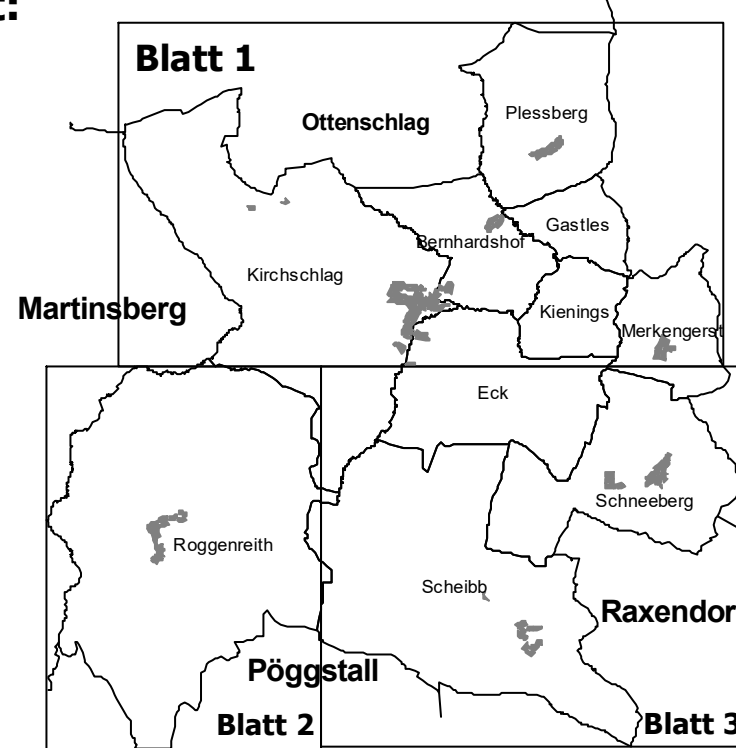 t:
Blatt 1
Plessberg
Ottenschlag
Gastles
Bernhardshof
Kirchschlag
Martinsberg
Kienings
Merkengerst
Eck
Schneeberg
Roggenreith
Scheibb
Raxendor
Pöggstall
Blatt 2
Blatt 3